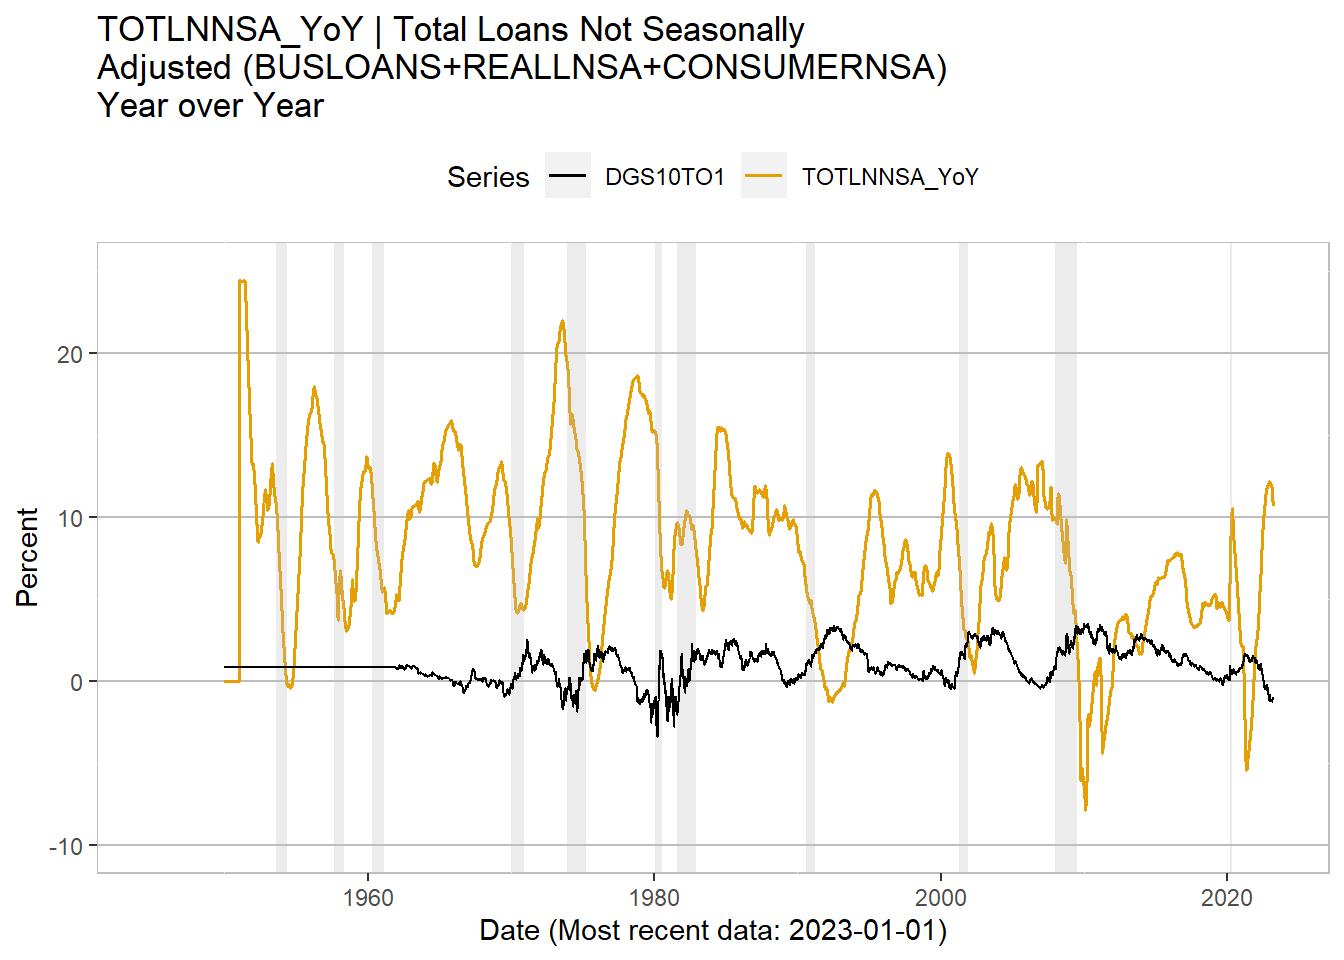 TOTLNNSA_YoY | Total Loans Not Seasonally
Adjusted (BUSLOANS+REALLNSA+CONSUMERNSA)
Year over Year
Series DGS10TO1 TOTLNNSA_YoY
Percent
20
10
0
-10
1960 1980 2000 2020
Date (Most recent data: 2023-01-01)